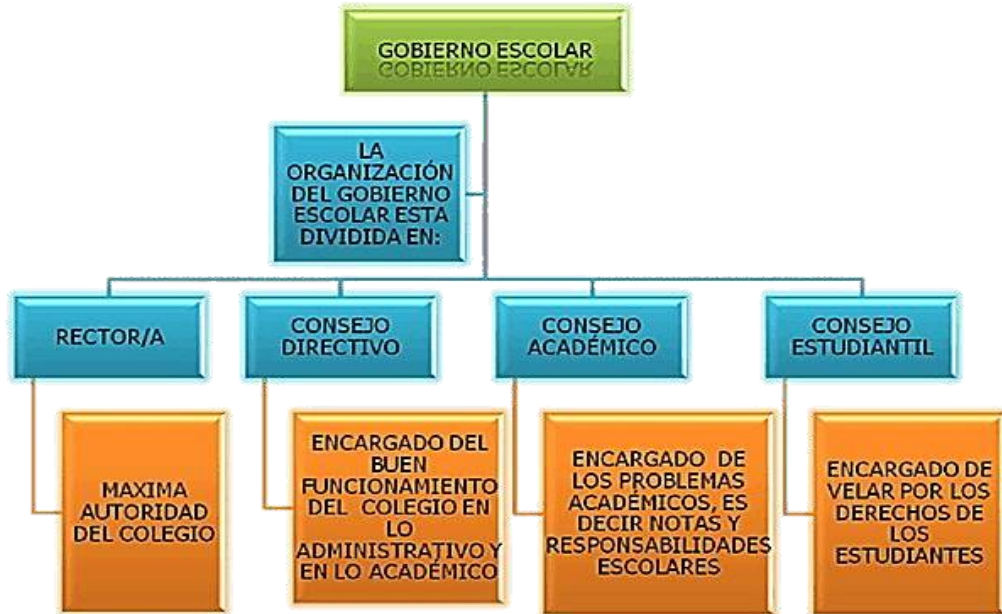 GOBIERNO ESCOLAR
LA
ORGANIZACIÓN
DEL GOBIERNO
ESCOLAR ESTA
DIVIDIDA EN:
RECTOR/A
CONSEJO
DIRECTIVO
CONSEJO
ACADÉMICO
CONSEJO
ESTUDIANTIL
MAXIMA
AUTORIDAD
DEL COLEGIO
ENCARGADO DEL
BUEN
FUNCIONAMIENTO
DEL COLEGIO EN
LO
ADMINISTRATIVO Y
EN LO ACADÉMICO
ENCARGADO DE
LOS PROBLEMAS
ACADÉMICOS, ES
DECIR NOTAS Y
RESPONSABILIDADES
ESCOLARES
ENCARGADO DE
VELAR POR LOS
DERECHOS DE
LOS
ESTUDIANTES